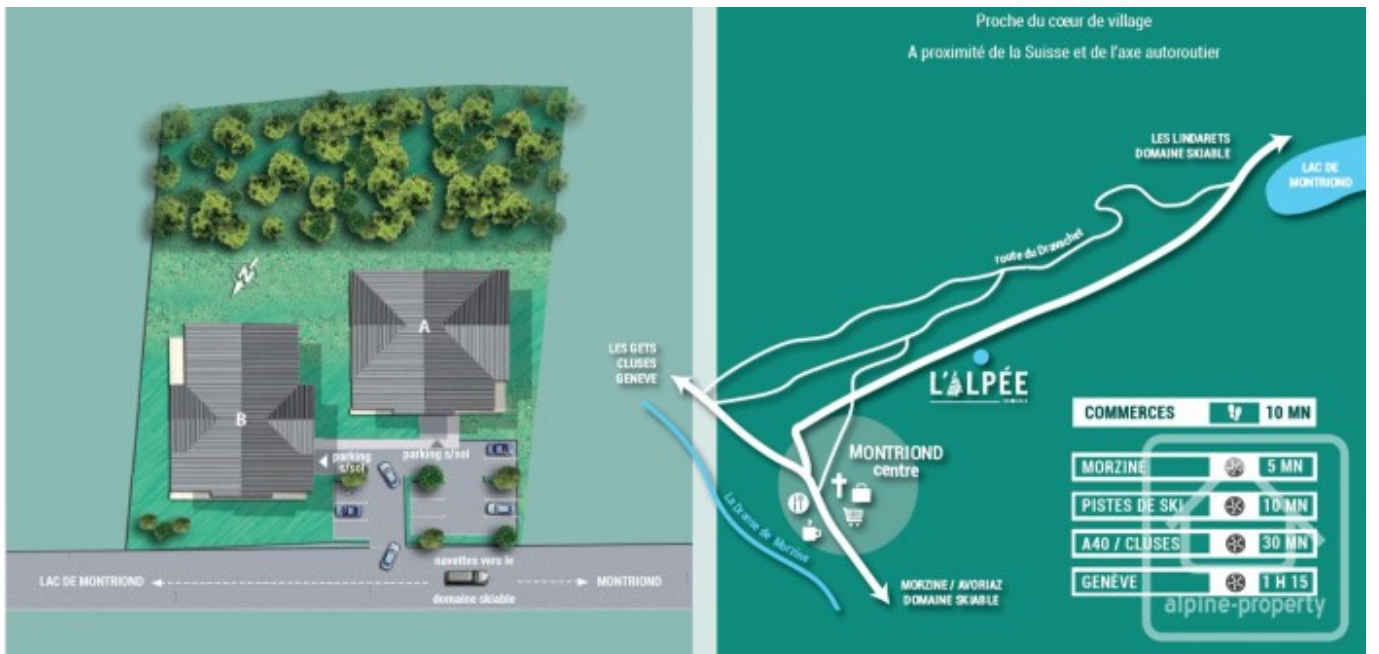 A
B
N
parking
s/sol
parking s/sol
navettes vers le
domaine skiable
LAC DE MONTRIOND
MONTRIOND
Proche du cœur de village
A proximité de la Suisse et de l'axe autoroutier
LES LINDARETS
DOMAINE SKIABLE
LAC DE
MONTRIOND
route du Dravachet
LES GETS
CLUSES
GENEVE
L'ALPÉE
MONTRIOND
centre
La Dranse de Morzine
MORZINE / AVORIAZ
DOMAINE SKIABLE
COMMERCES 10 MN
MORZINE 5 MN
PISTES DE SKI 10 MN
A40 / CLUSES 30 MN
GENÈVE 1 H 15
alpine-property